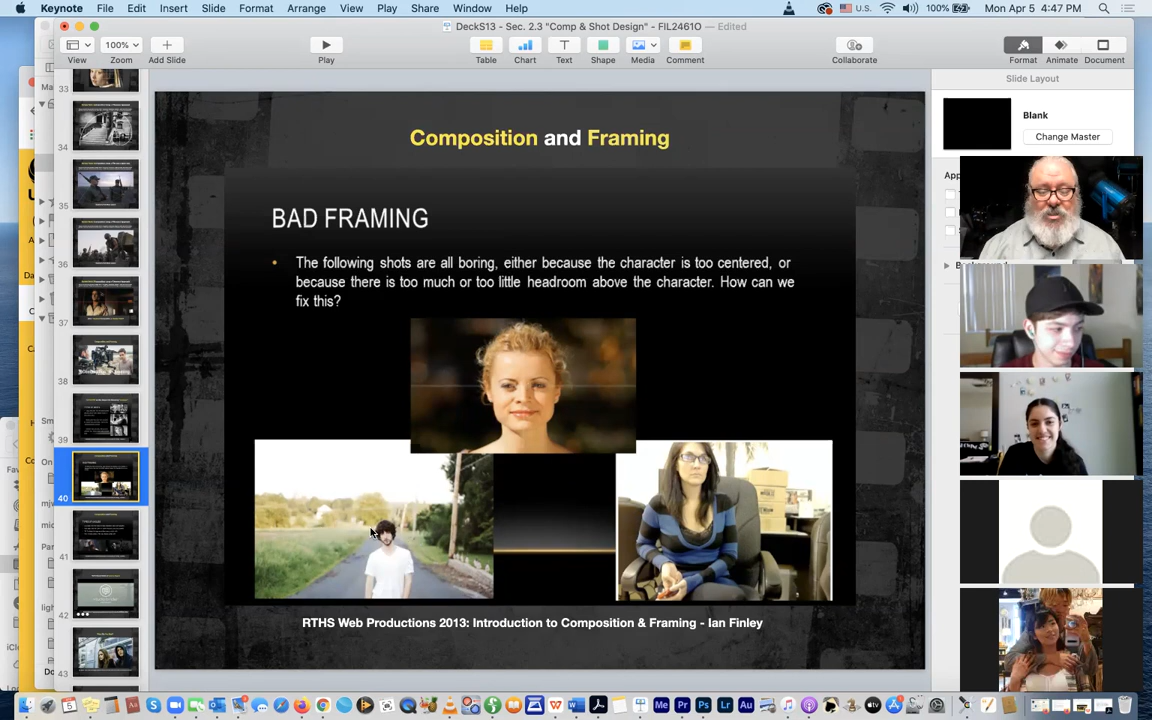 Keynote File Edit Insert Slide Format Arrange View Play Share Window Help
U.S. 100% Mon Apr 5 4:47 PM
DeckS13 - Sec. 2.3 "Comp & Shot Design" - FIL2461O — Edited
100%
View Zoom Add Slide Play Table Chart Text Shape Media Comment Collaborate Format Animate Document
Slide Layout
Blank
Change Master
33
34
35
36
37
38
39
40
41
42
43
Composition and Framing
BAD FRAMING
• The following shots are all boring, either because the character is too centered, or
because there is too much or too little headroom above the character. How can we
fix this?
RTHS Web Productions 2013: Introduction to Composition & Framing - Ian Finley